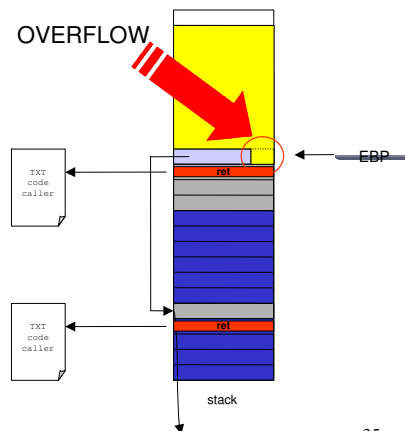 OVERFLOW
EBP
TXT
code
caller
ret
TXT
code
caller
ret
stack